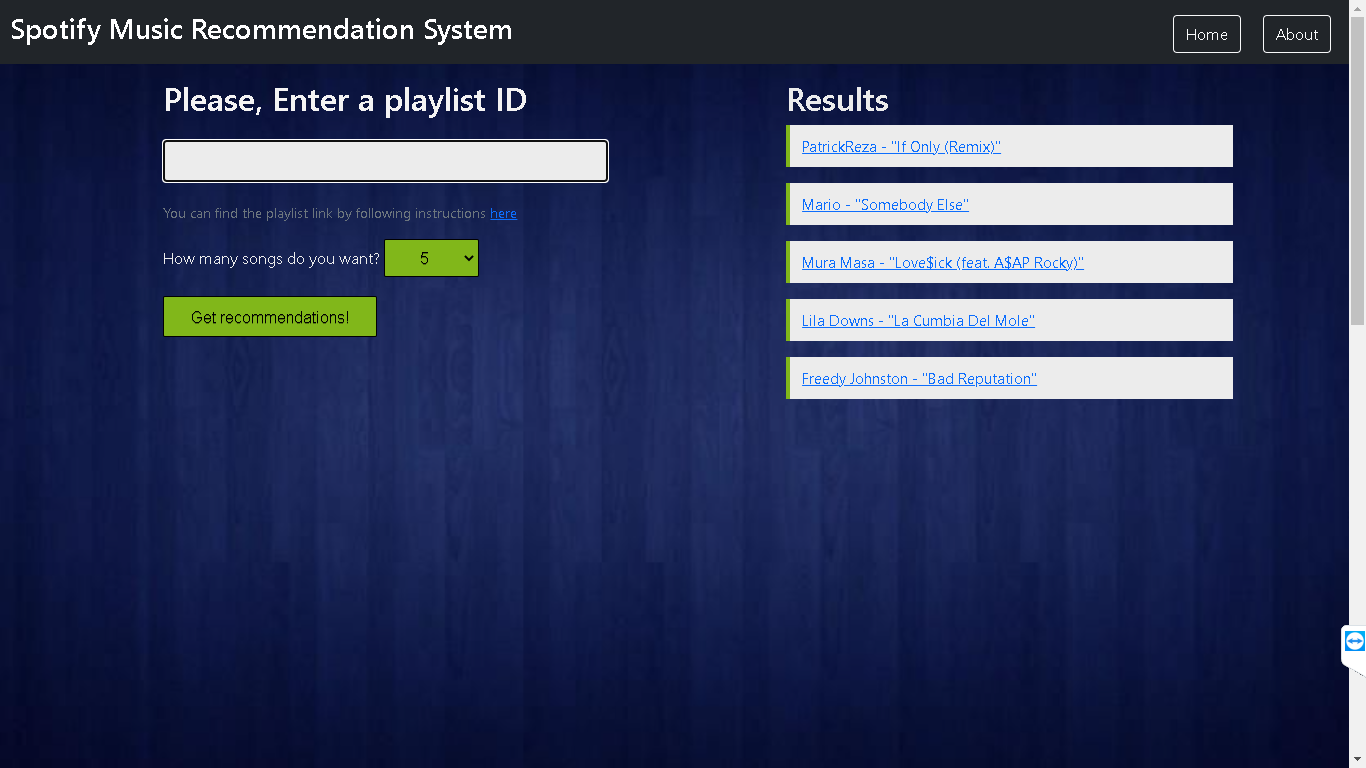 Spotify Music Recommendation System
Home
About
Please, Enter a playlist ID
You can find the playlist link by following instructions here
How many songs do you want? 5
Get recommendations!
Results
PatrickReza - "If Only (Remix)"
Mario - "Somebody Else"
Mura Masa - "Love$ick (feat. A$AP Rocky)"
Lila Downs - "La Cumbia Del Mole"
Freedy Johnston - "Bad Reputation"